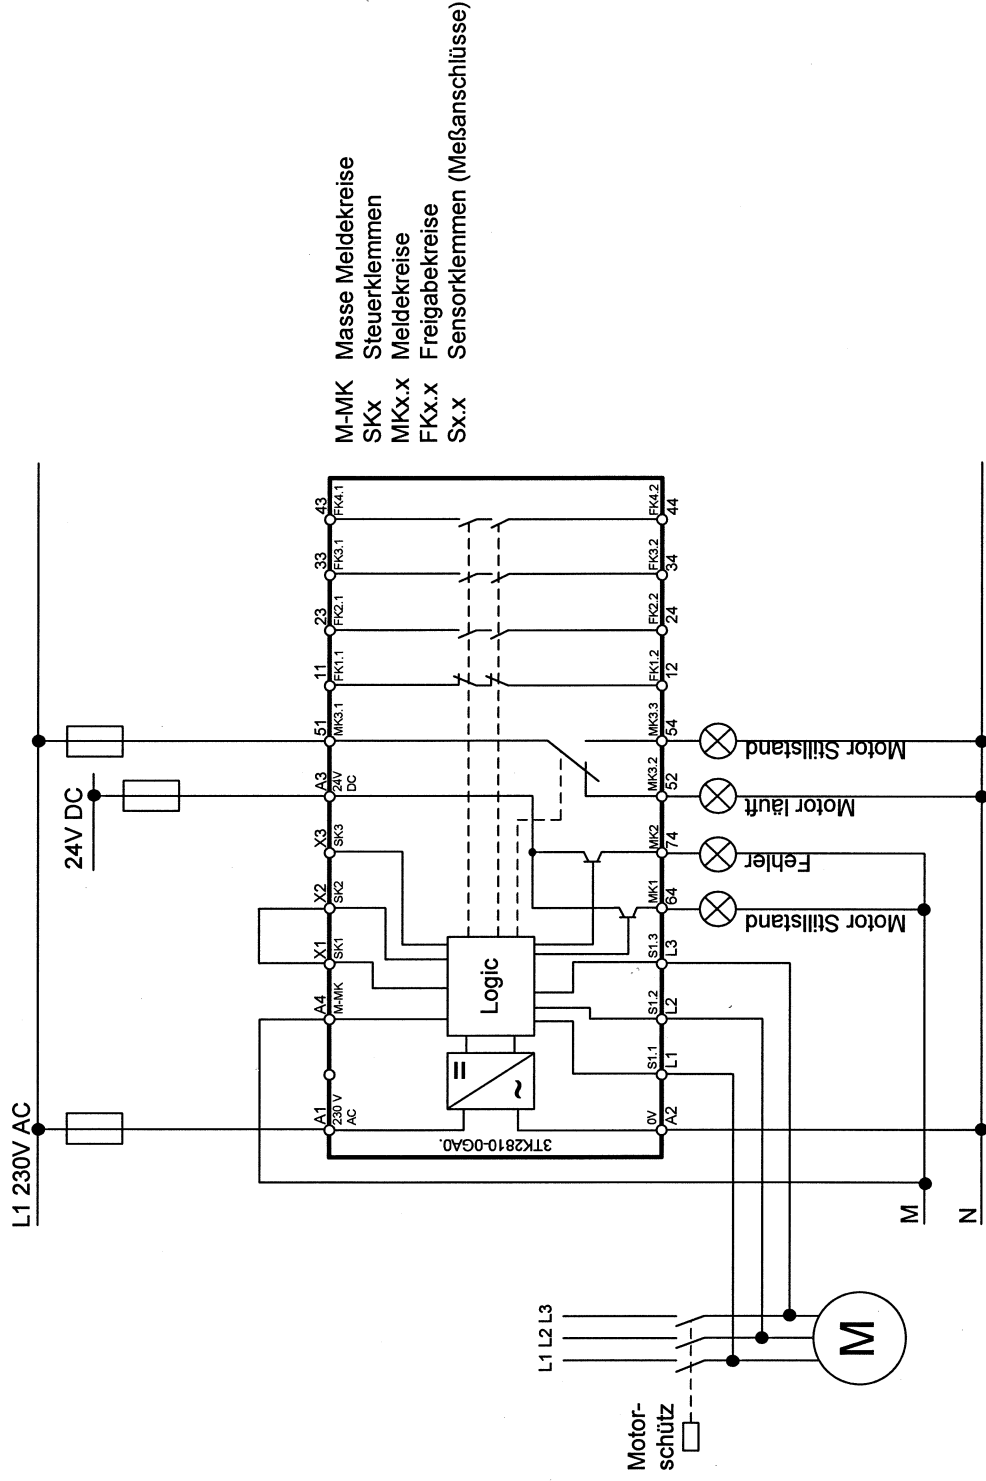 L1 230V AC
24V DC
A1
230 V
AC
A4
M-MK
X1
SK1
X2
SK2
X3
SK3
A3
24V
DC
51
MK3.1
11
FK1.1
23
FK2.1
33
FK3.1
43
FK4.1
3TK2810-0GA0.
=
~
Logic
0V
A2
S1.1
L1
S1.2
L2
S1.3
L3
MK1
64
MK2
74
MK3.2
52
MK3.3
54
FK1.2
12
FK2.2
24
FK3.2
34
FK4.2
44
Motor Stillstand
Fehler
Motor läuft
Motor Stillstand
M
N
L1 L2 L3
Motor-
schütz
M
M-MK Masse Meldekreise
SKx Steuerklemmen
MKx.x Meldekreise
FKx.x Freigabekreise
Sx.x Sensorklemmen (Meßanschlüsse)